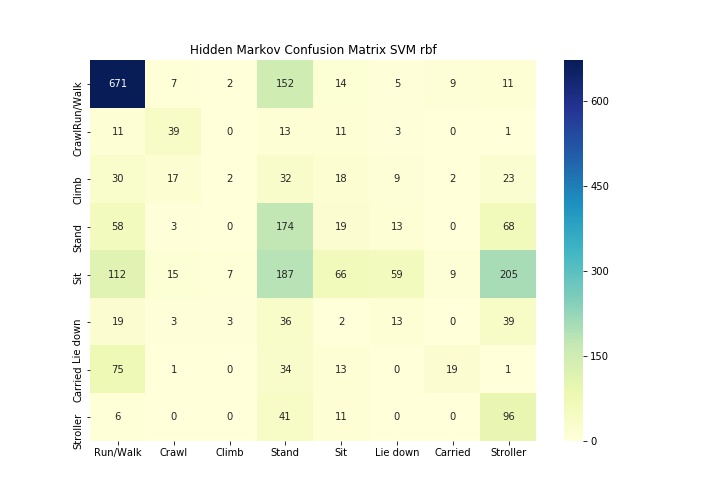 Hidden Markov Confusion Matrix SVM rbf
Run/Walk 671 7 2 152 14 5 9 11
Crawl 11 39 0 13 11 3 0 1
Climb 30 17 2 32 18 9 2 23
Stand 58 3 0 174 19 13 0 68
Sit 112 15 7 187 66 59 9 205
Lie down 19 3 3 36 2 13 0 39
Carried 75 1 0 34 13 0 19 1
Stroller 6 0 0 41 11 0 0 96
Run/Walk Crawl Climb Stand Sit Lie down Carried Stroller
600
450
300
150
0